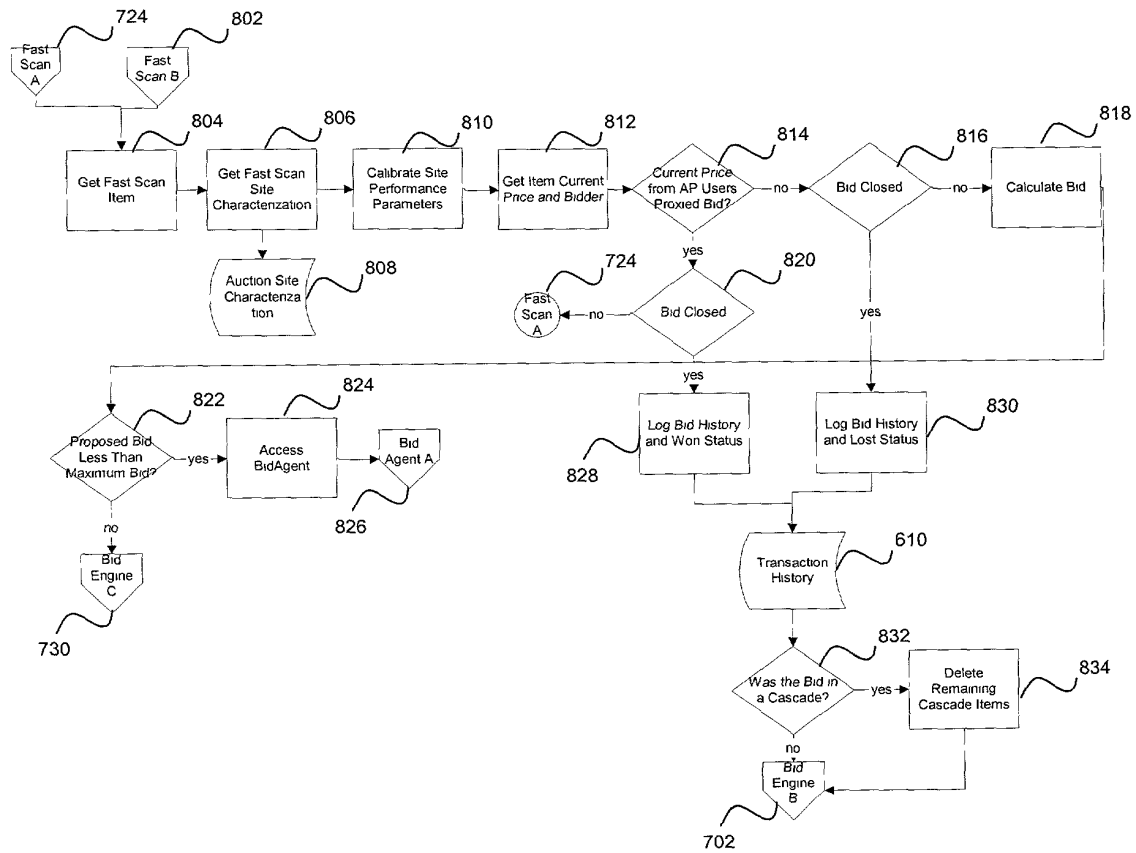 724
802
Fast
Scan
A
Fast
Scan B
804
806
810
812
814
816
818
Get Fast Scan
Item
Get Fast Scan
Site
Characterization
Calibrate Site
Performance
Parameters
Get Item Current
Price and Bidder
Current Price
from AP Users
Proxied Bid?
no
Bid Closed
no
Calculate Bid
yes
Auction Site
Characteriza
tion
808
724
Fast
Scan
A
no
Bid Closed
820
yes
yes
822
Proposed Bid
Less Than
Maximum Bid?
yes
824
Access
BidAgent
Bid
Agent A
826
no
Bid
Engine
C
730
Log Bid History
and Won Status
828
Log Bid History
and Lost Status
830
Transaction
History
610
Was the Bid in
a Cascade?
832
yes
Delete
Remaining
Cascade Items
834
no
Bid
Engine
B
702